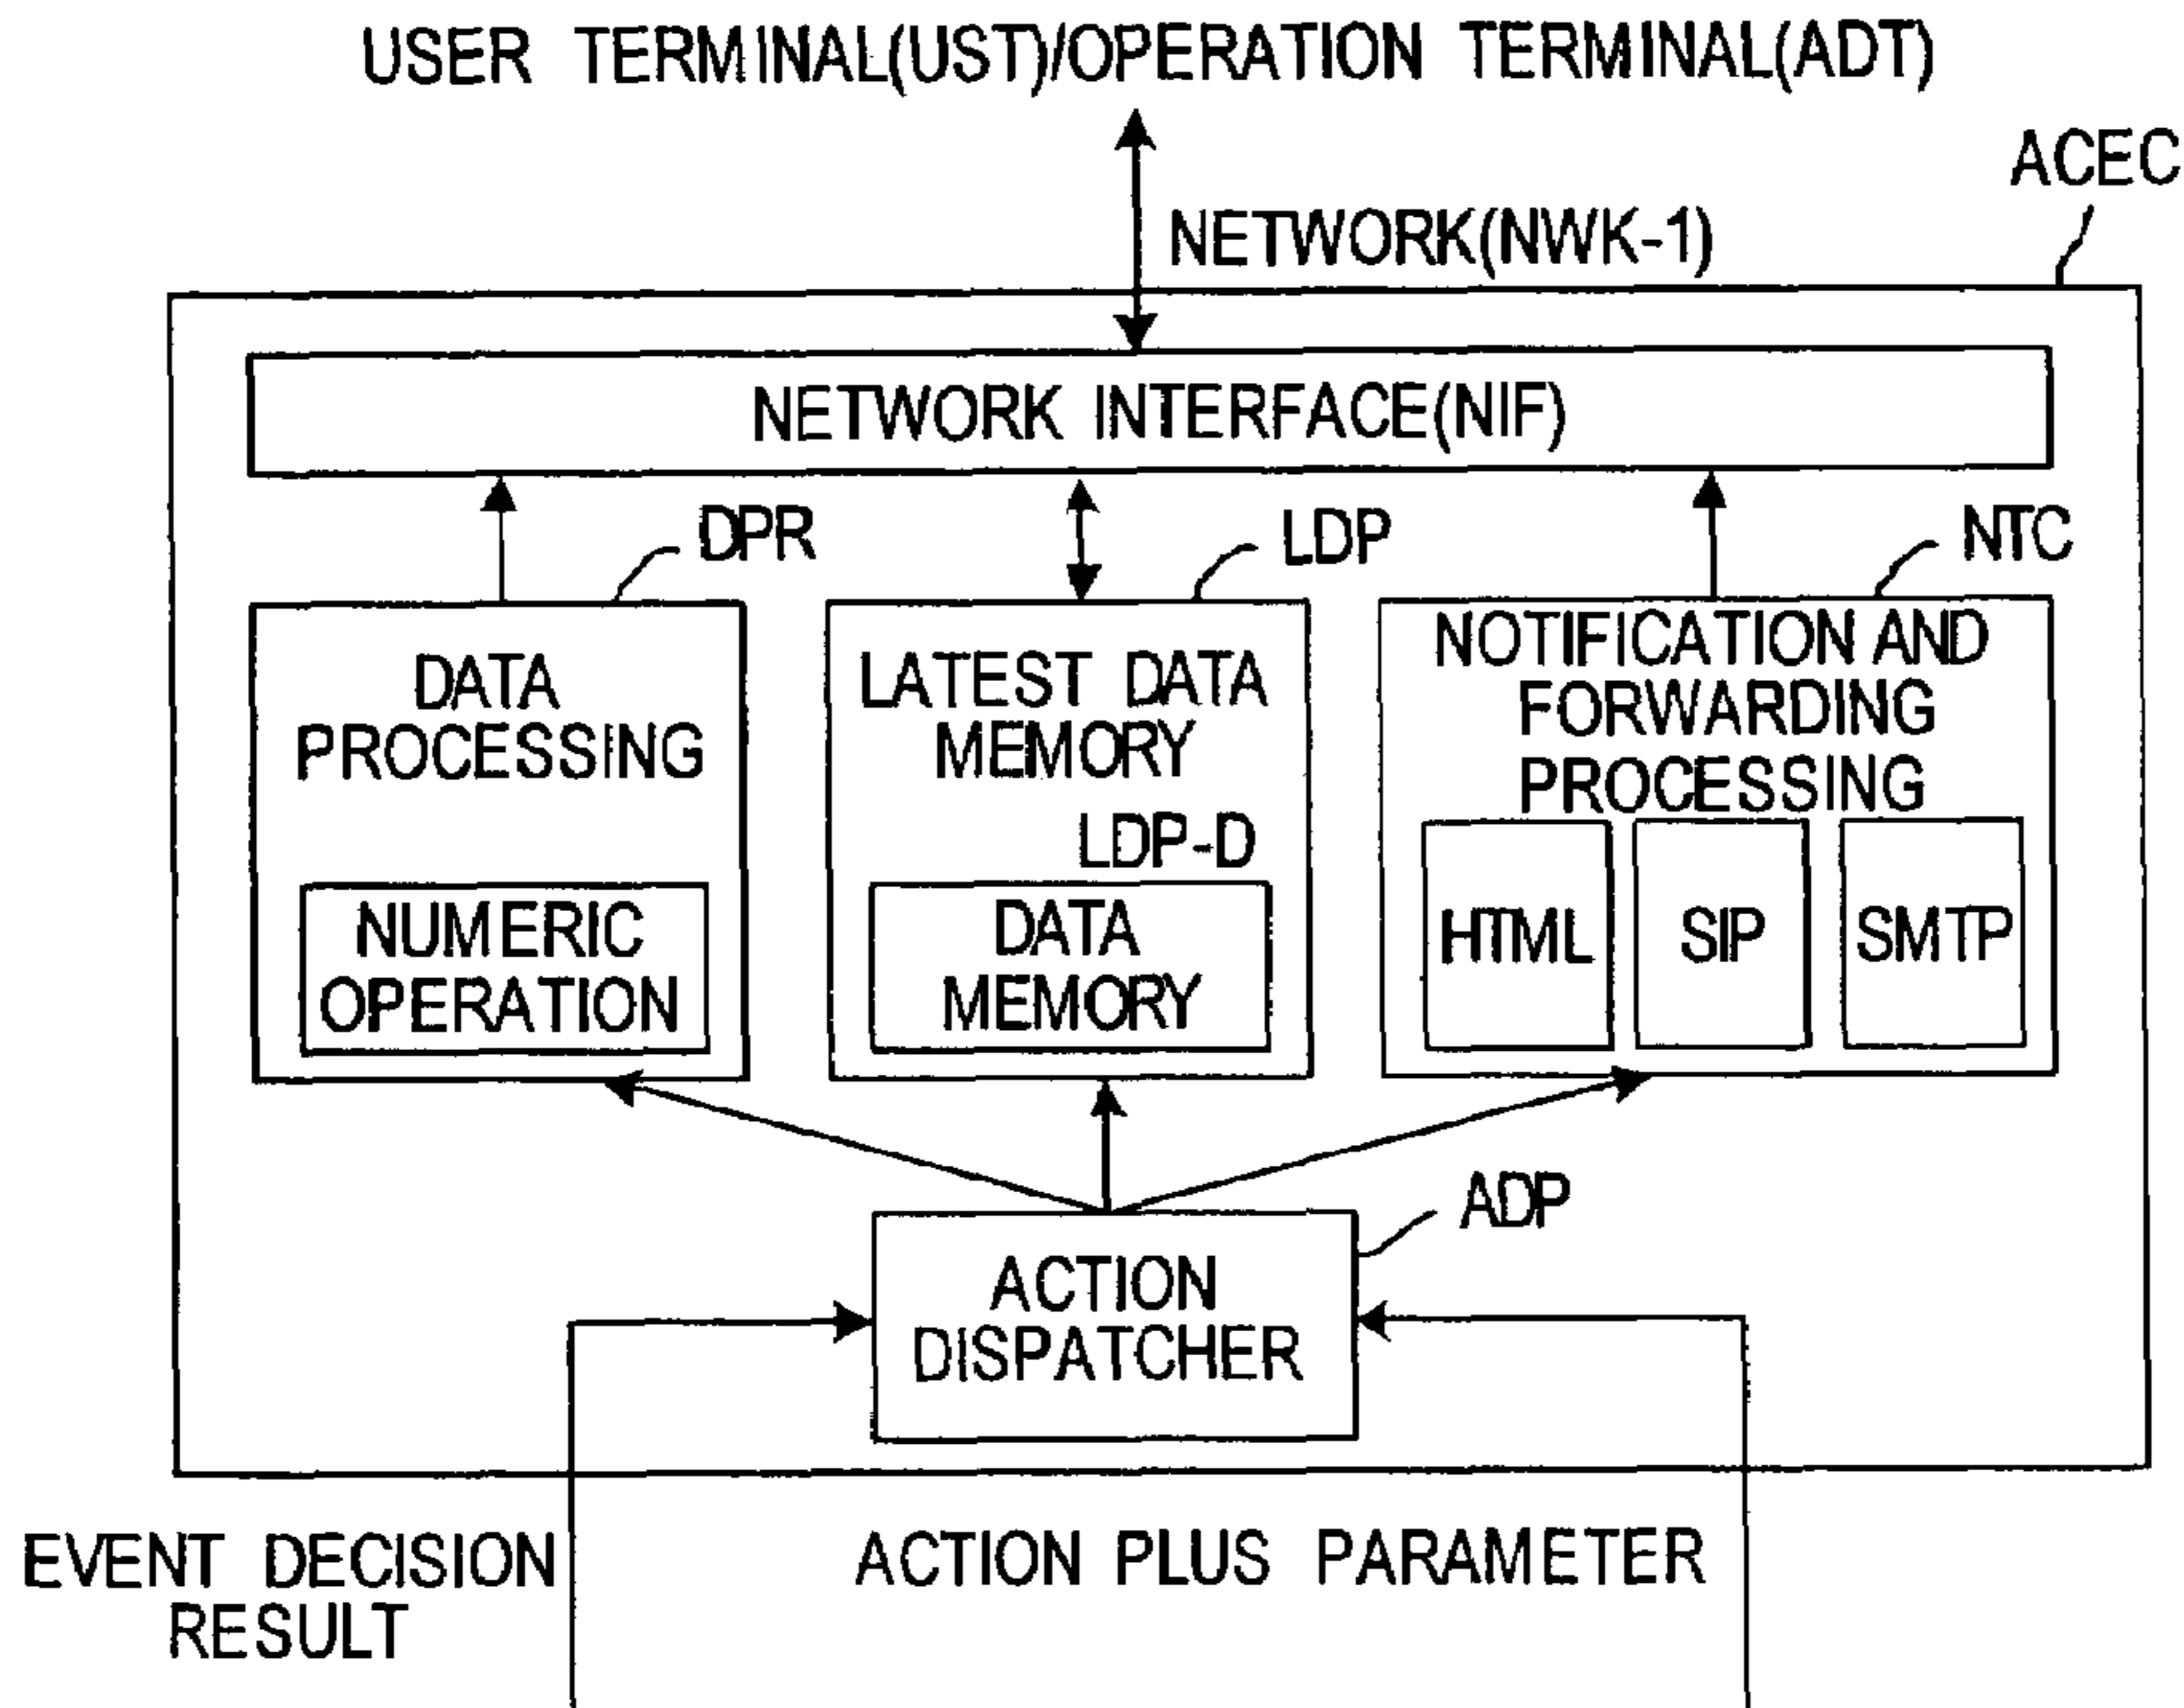 USER TERMINAL(UST)/OPERATION TERMINAL(ADT)
ACEC
NETWORK(NWK-1)
NETWORK INTERFACE(NIF)
DPR
LDP
NTC
DATA
PROCESSING
NUMERIC
OPERATION
LATEST DATA
MEMORY
LDP-D
DATA
MEMORY
NOTIFICATION AND
FORWARDING
PROCESSING
HTML
SIP
SMTP
ADP
ACTION
DISPATCHER
EVENT DECISION
RESULT
ACTION PLUS PARAMETER